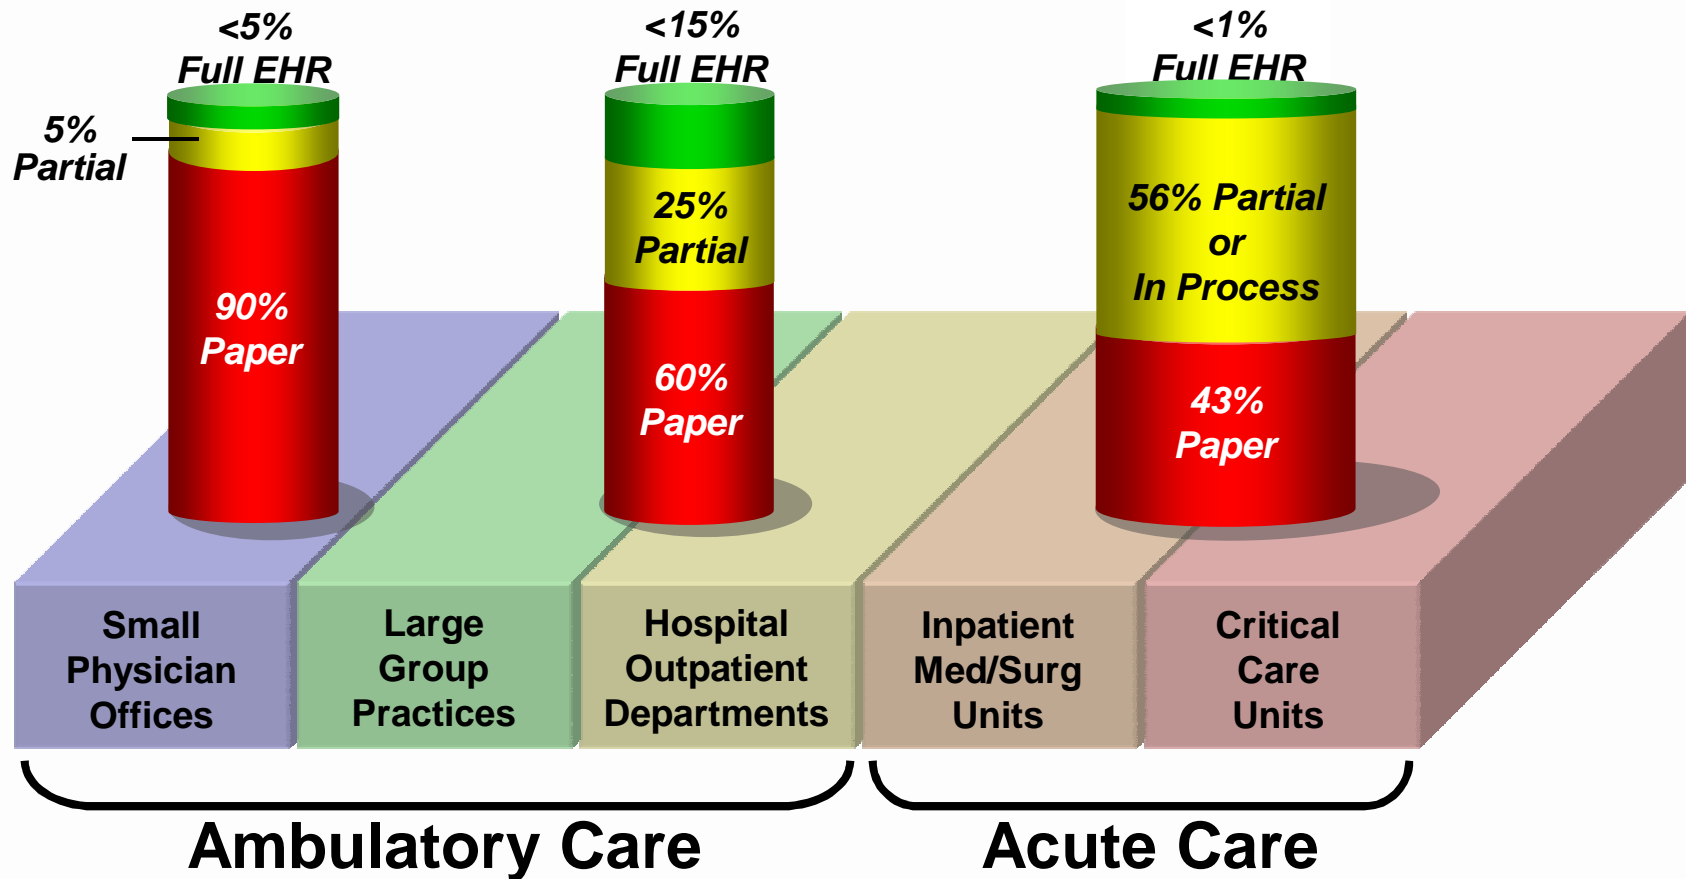 <5%
Full EHR
5%
Partial
90%
Paper
<15%
Full EHR
25%
Partial
60%
Paper
<1%
Full EHR
56% Partial
or
In Process
43%
Paper
Small
Physician
Offices
Large
Group
Practices
Hospital
Outpatient
Departments
Inpatient
Med/Surg
Units
Critical
Care
Units
Ambulatory Care
Acute Care